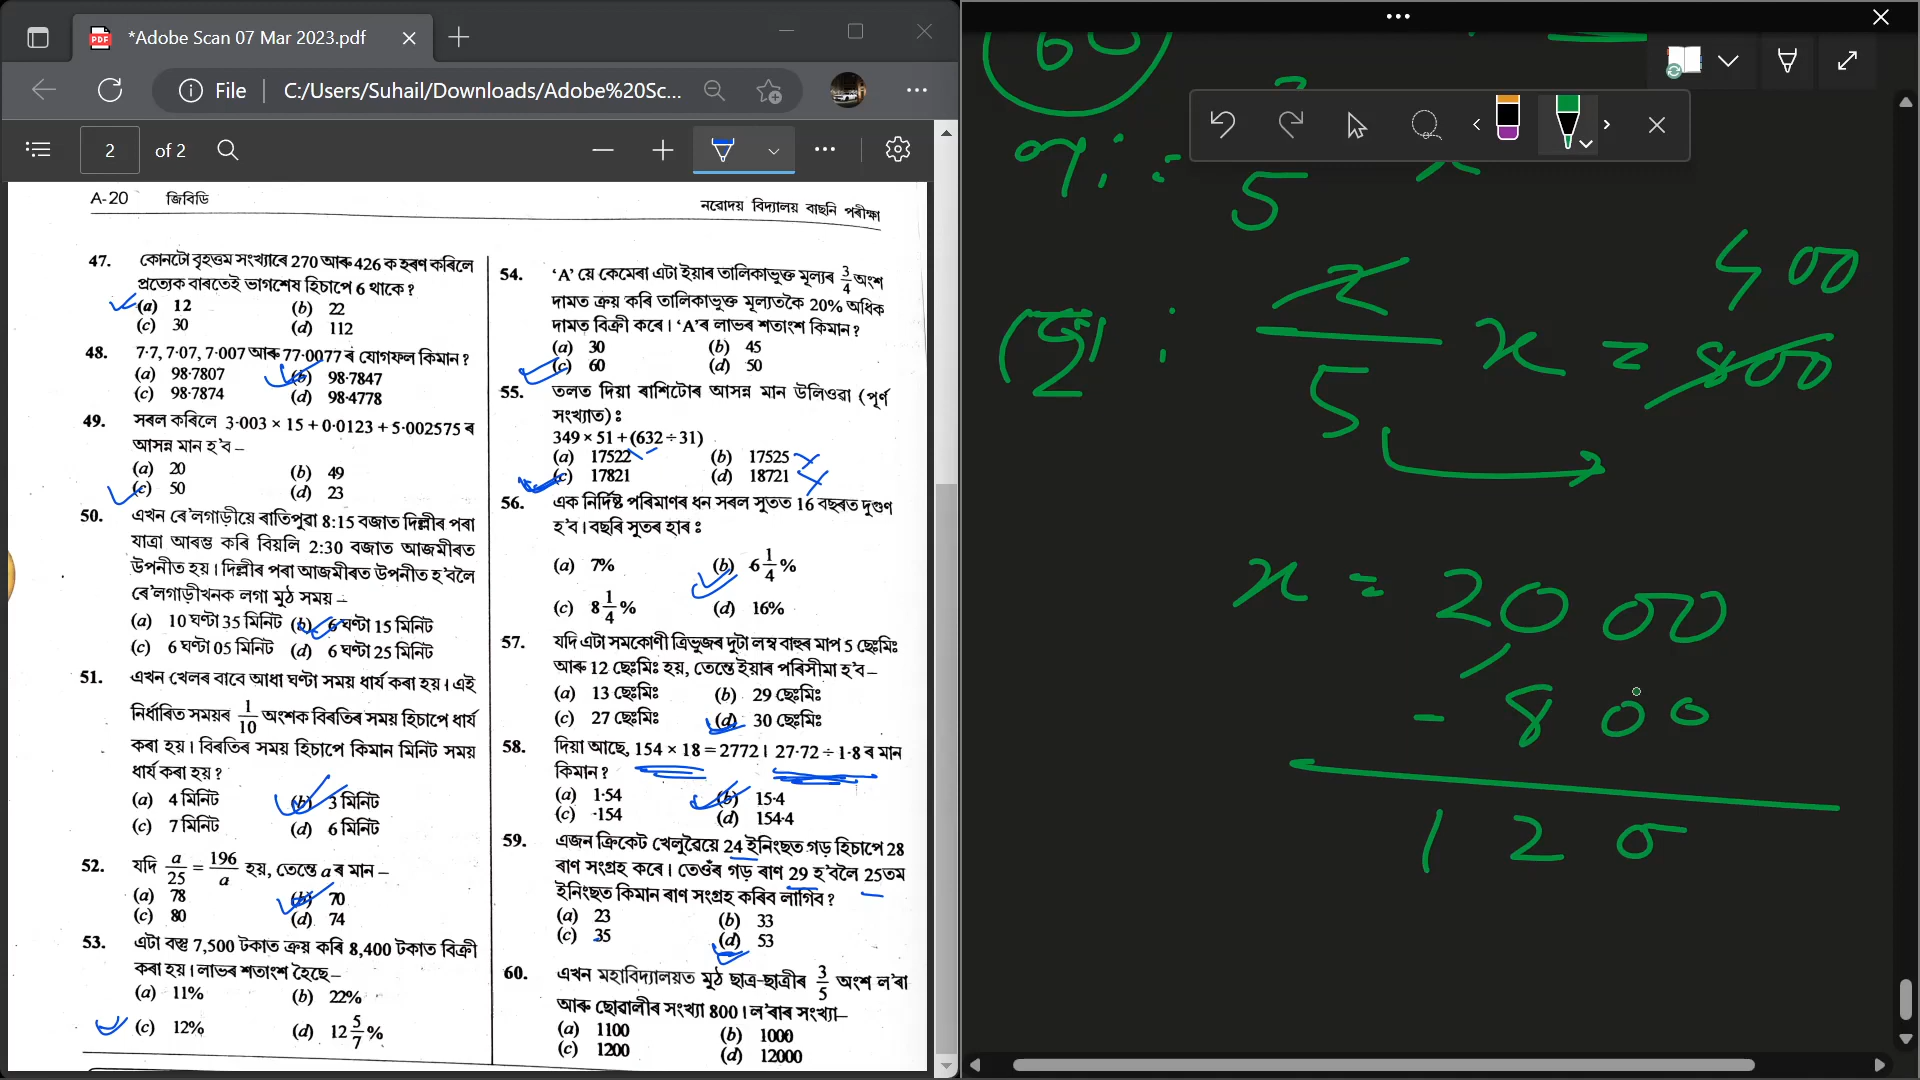 *Adobe Scan 07 Mar 2023.pdf
File C:/Users/Suhail/Downloads/Adobe%20Sc...
2 of 2
A-20 জিবিডি
নৱোদয় বিদ্যালয় বাছনি পৰীক্ষা
47. কোনটো বৃহত্তম সংখ্যাৰে 270 আৰু 426 ক হৰণ কৰিলে
প্ৰত্যেক বাৰতেই ভাগশেষ হিচাপে 6 থাকে?
(a) 12 (b) 22
(c) 30 (d) 112
48. 7·7, 7·07, 7·007 আৰু 77·0077 ৰ যোগফল কিমান?
(a) 98·7807 (b) 98·7847
(c) 98·7874 (d) 98·4778
49. সৰল কৰিলে 3·003 × 15 + 0·0123 + 5·002575 ৰ
আসন্ন মান হ'ব –
(a) 20 (b) 49
(c) 50 (d) 23
50. এখন ৰে'লগাড়ীয়ে ৰাতিপুৱা 8:15 বজাত দিল্লীৰ পৰা
যাত্ৰা আৰম্ভ কৰি বিয়লি 2:30 বজাত আজমীৰত
উপনীত হয়। দিল্লীৰ পৰা আজমীৰত উপনীত হ'বলৈ
ৰে'লগাড়ীখনক লগা মুঠ সময় –
(a) 10 ঘণ্টা 35 মিনিট (b) 6 ঘণ্টা 15 মিনিট
(c) 6 ঘণ্টা 05 মিনিট (d) 6 ঘণ্টা 25 মিনিট
51. এখন খেলৰ বাবে আধা ঘণ্টা সময় ধাৰ্য কৰা হয়। এই
নিৰ্ধাৰিত সময়ৰ 1/10 অংশক বিৰতিৰ সময় হিচাপে ধাৰ্য
কৰা হয়। বিৰতিৰ সময় হিচাপে কিমান মিনিট সময়
ধাৰ্য কৰা হয়?
(a) 4 মিনিট (b) 3 মিনিট
(c) 7 মিনিট (d) 6 মিনিট
52. যদি a/25 = 196/a হয়, তেন্তে a ৰ মান –
(a) 78 (b) 70
(c) 80 (d) 74
53. এটা বস্তু 7,500 টকাত ক্ৰয় কৰি 8,400 টকাত বিক্ৰী
কৰা হয়। লাভৰ শতাংশ হৈছে –
(a) 11% (b) 22%
(c) 12% (d) 12 5/7 %
54. 'A' য়ে কেমেৰা এটা ইয়াৰ তালিকাভুক্ত মূল্যৰ 3/4 অংশ
দামত ক্ৰয় কৰি তালিকাভুক্ত মূল্যতকৈ 20% অধিক
দামত বিক্ৰী কৰে। 'A'ৰ লাভৰ শতাংশ কিমান?
(a) 30 (b) 45
(c) 60 (d) 50
55. তলত দিয়া ৰাশিটোৰ আসন্ন মান উলিওৱা (পূৰ্ণ
সংখ্যাত) ঃ
349 × 51 + (632 ÷ 31)
(a) 17522 (b) 17525
(c) 17821 (d) 18721
56. এক নিৰ্দিষ্ট পৰিমাণৰ ধন সৰল সুতত 16 বছৰত দুগুণ
হ'ব। বছৰি সুতৰ হাৰ ঃ
(a) 7% (b) 6 1/4 %
(c) 8 1/4 % (d) 16%
57. যদি এটা সমকোণী ত্ৰিভুজৰ দুটা লম্ব বাহুৰ মাপ 5 ছেঃমিঃ
আৰু 12 ছেঃমিঃ হয়, তেন্তে ইয়াৰ পৰিসীমা হ'ব –
(a) 13 ছেঃমিঃ (b) 29 ছেঃমিঃ
(c) 27 ছেঃমিঃ (d) 30 ছেঃমিঃ
58. দিয়া আছে, 154 × 18 = 2772। 27·72 ÷ 1·8 ৰ মান
কিমান?
(a) 1·54 (b) 15·4
(c) ·154 (d) 154·4
59. এজন ক্ৰিকেট খেলুৱৈয়ে 24 ইনিংছত গড় হিচাপে 28
ৰাণ সংগ্ৰহ কৰে। তেওঁৰ গড় ৰাণ 29 হ'বলৈ 25তম
ইনিংছত কিমান ৰাণ সংগ্ৰহ কৰিব লাগিব?
(a) 23 (b) 33
(c) 35 (d) 53
60. এখন মহাবিদ্যালয়ত মুঠ ছাত্ৰ-ছাত্ৰীৰ 3/5 অংশ ল'ৰা
আৰু ছোৱালীৰ সংখ্যা 800। ল'ৰাৰ সংখ্যা–
(a) 1100 (b) 1000
(c) 1200 (d) 12000
60
5
400
2/5 x = 800
x = 2000
- 800
120